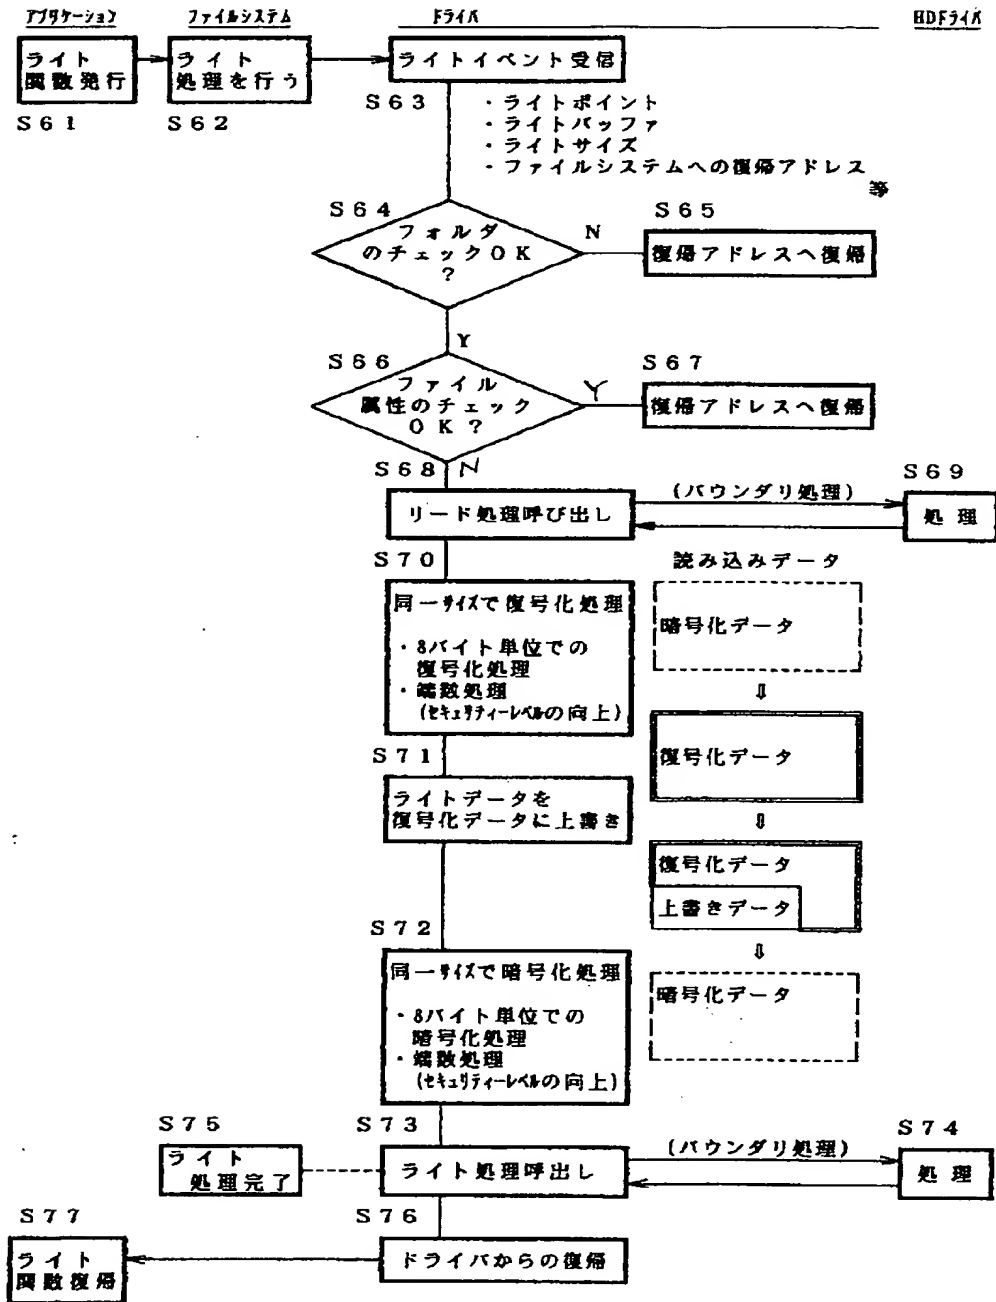 アプリケーション
ファイルシステム
ドライバ
HDドライバ
ライト
関数発行
ライト
処理を行う
ライトイベント受信
S61
S62
S63
・ライトポイント
・ライトバッファ
・ライトサイズ
・ファイルシステムへの復帰アドレス
等
S64
フォルダ
のチェックOK
?
N
S65
復帰アドレスへ復帰
Y
S66
ファイル
属性のチェック
OK?
Y
S67
復帰アドレスへ復帰
S68
N
リード処理呼び出し
(バウンダリ処理)
S69
処理
S70
読み込みデータ
同一サイズで復号化処理
・8バイト単位での
復号化処理
・端数処理
(セキュリティーレベルの向上)
暗号化データ
⇩
復号化データ
S71
ライトデータを
復号化データに上書き
⇩
復号化データ
上書きデータ
S72
⇩
同一サイズで暗号化処理
・8バイト単位での
暗号化処理
・端数処理
(セキュリティーレベルの向上)
暗号化データ
S75
ライト
処理完了
S73
ライト処理呼出し
(バウンダリ処理)
S74
処理
S77
ライト
関数復帰
S76
ドライバからの復帰